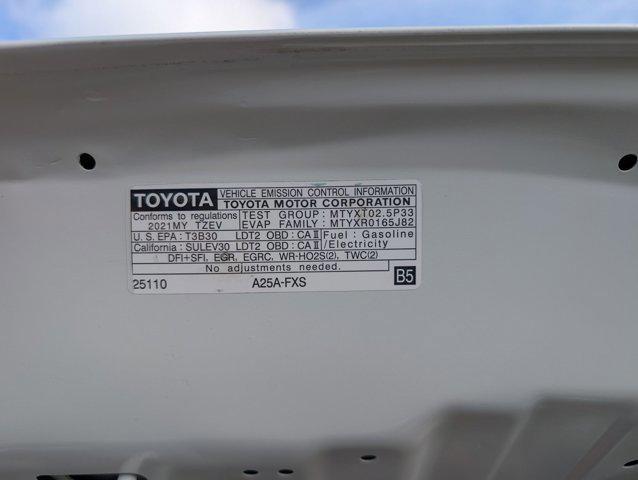 TOYOTA VEHICLE EMISSION CONTROL INFORMATION
TOYOTA MOTOR CORPORATION
Conforms to regulations TEST GROUP : MTYXT02.5P33
2021MY TZEV EVAP FAMILY : MTYXR0165J82
U.S. EPA : T3B30 LDT2 OBD : CAⅡ Fuel : Gasoline
California : SULEV30 LDT2 OBD : CAⅡ /Electricity
DFI+SFI, EGR, EGRC, WR-HO2S(2), TWC(2)
No adjustments needed.
25110 A25A-FXS B5